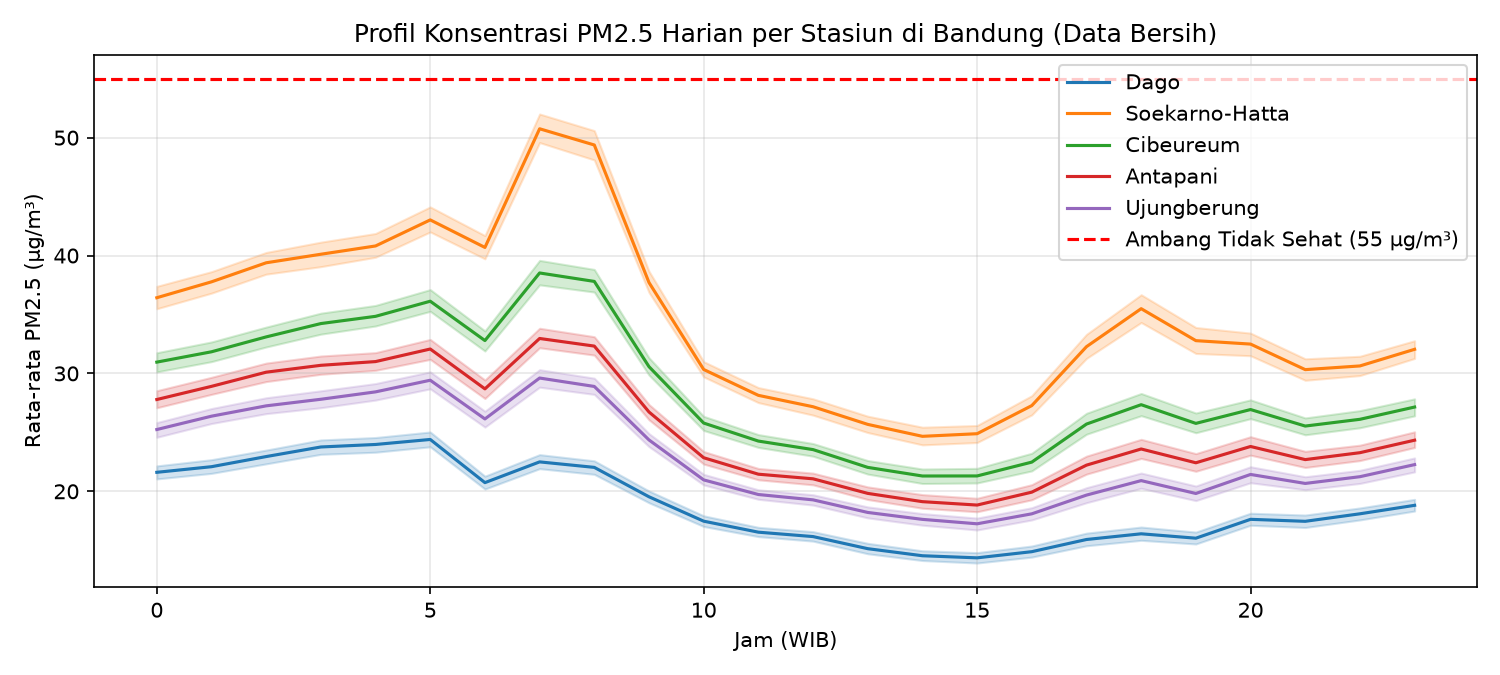 Profil Konsentrasi PM2.5 Harian per Stasiun di Bandung (Data Bersih)
Rata-rata PM2.5 (µg/m³)
50
40
30
20
Dago
Soekarno-Hatta
Cibeureum
Antapani
Ujungberung
Ambang Tidak Sehat (55 µg/m³)
0
5
10
15
20
Jam (WIB)